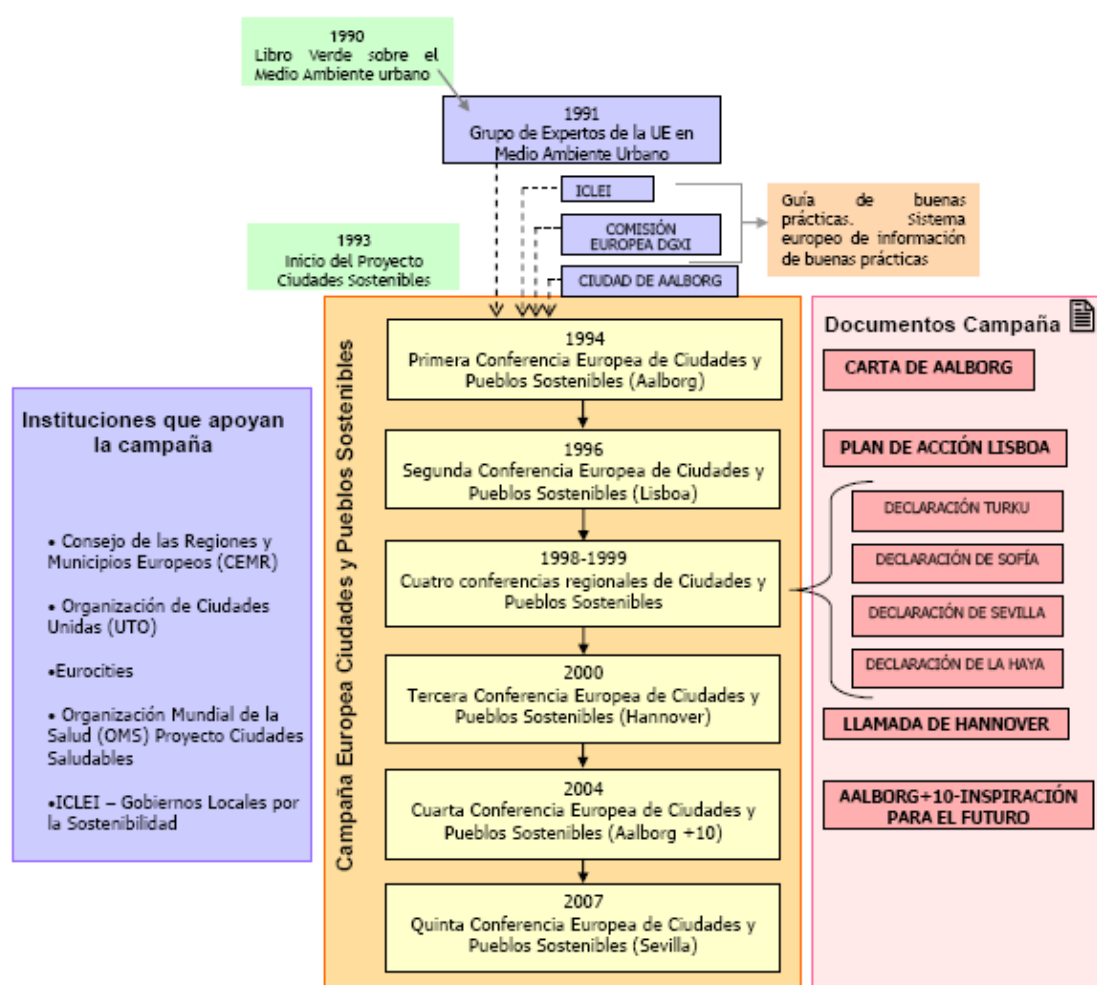 1990
Libro Verde sobre el
Medio Ambiente urbano
1991
Grupo de Expertos de la UE en
Medio Ambiente Urbano
ICLEI
COMISIÓN
EUROPEA DGXI
CIUDAD DE AALBORG
Guía de buenas
prácticas. Sistema
europeo de información
de buenas prácticas
1993
Inicio del Proyecto
Ciudades Sostenibles
Instituciones que apoyan
la campaña
• Consejo de las Regiones y
Municipios Europeos (CEMR)
• Organización de Ciudades
Unidas (UTO)
•Eurocities
• Organización Mundial de la
Salud (OMS) Proyecto Ciudades
Saludables
•ICLEI – Gobiernos Locales por
la Sostenibilidad
Campaña Europea Ciudades y Pueblos Sostenibles
1994
Primera Conferencia Europea de Ciudades y
Pueblos Sostenibles (Aalborg)
1996
Segunda Conferencia Europea de Ciudades y
Pueblos Sostenibles (Lisboa)
1998-1999
Cuatro conferencias regionales de Ciudades y
Pueblos Sostenibles
2000
Tercera Conferencia Europea de Ciudades y
Pueblos Sostenibles (Hannover)
2004
Cuarta Conferencia Europea de Ciudades y
Pueblos Sostenibles (Aalborg +10)
2007
Quinta Conferencia Europea de Ciudades y
Pueblos Sostenibles (Sevilla)
Documentos Campaña
CARTA DE AALBORG
PLAN DE ACCIÓN LISBOA
DECLARACIÓN TURKU
DECLARACIÓN DE SOFÍA
DECLARACIÓN DE SEVILLA
DECLARACIÓN DE LA HAYA
LLAMADA DE HANNOVER
AALBORG+10-INSPIRACIÓN
PARA EL FUTURO